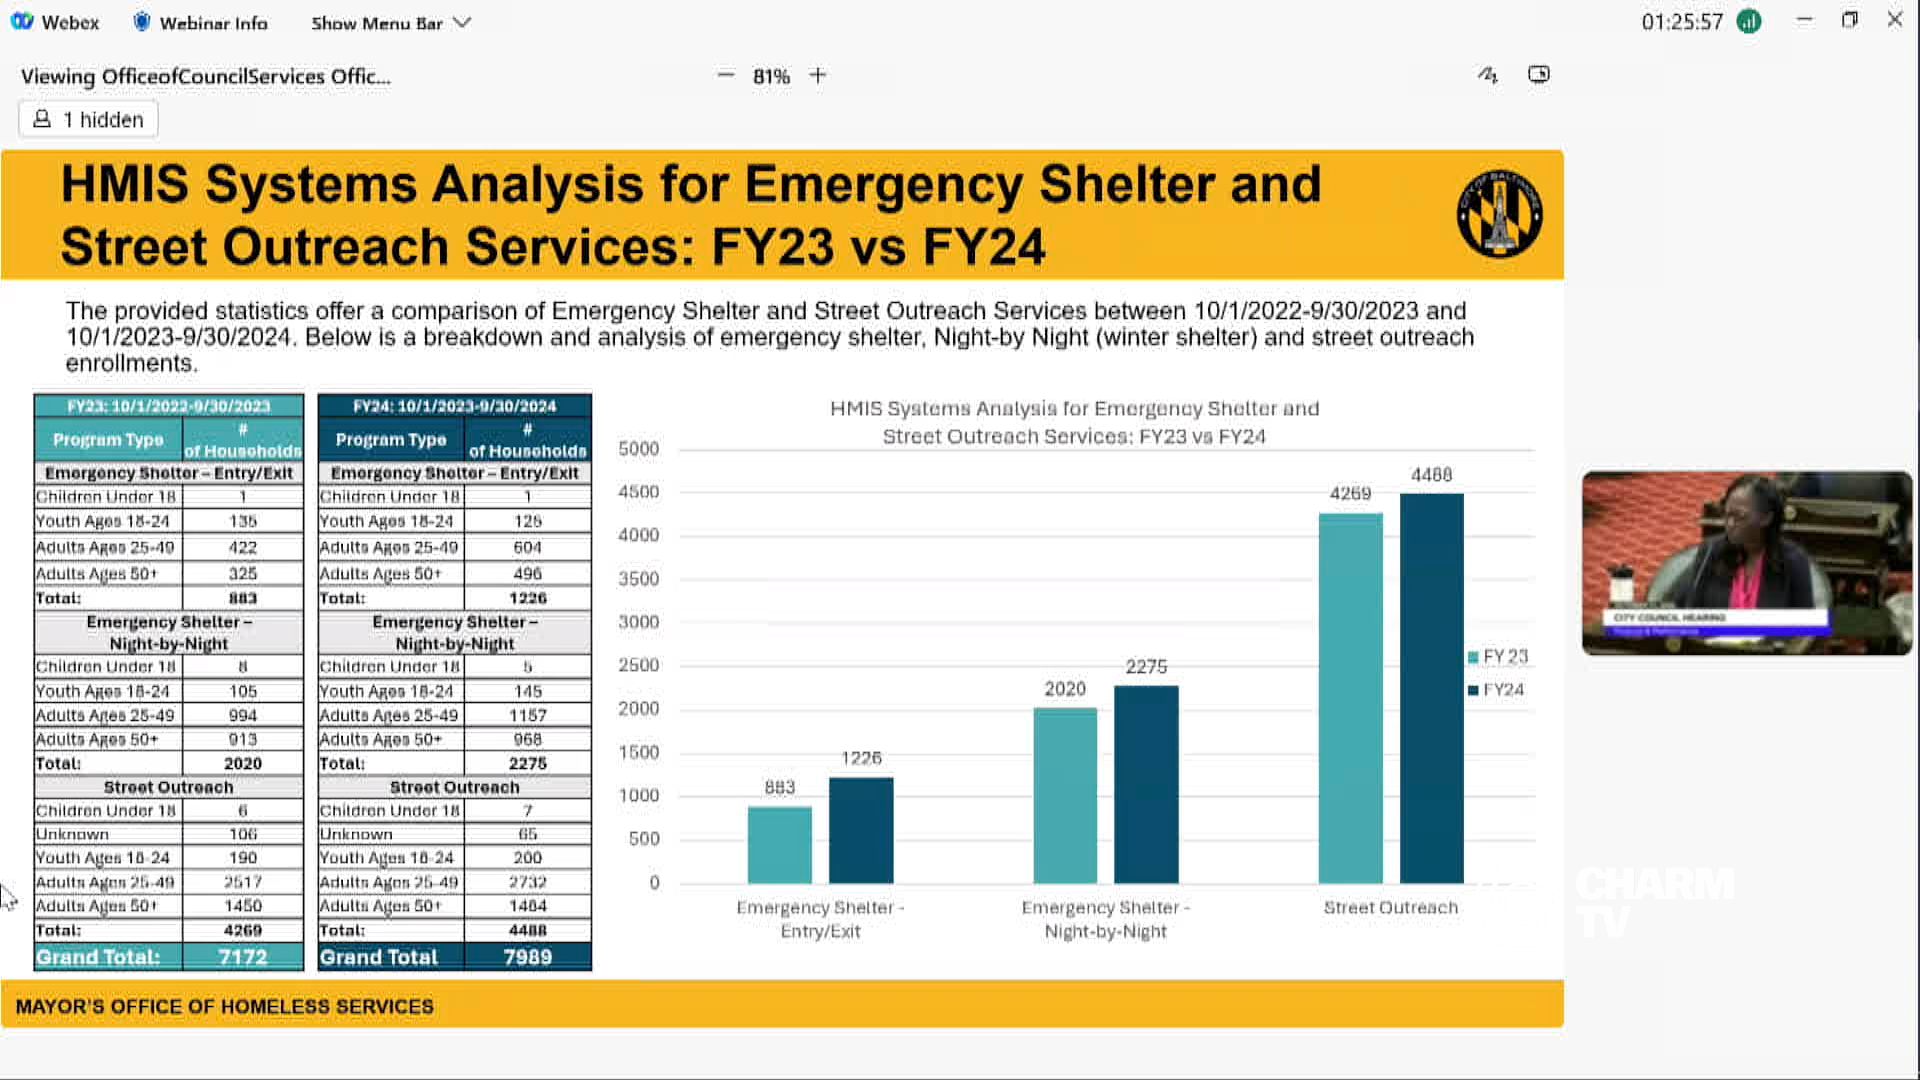 Webex
Webinar Info
Show Menu Bar
01:25:57
Viewing OfficeofCouncilServices Offic...
81%
1 hidden
HMIS Systems Analysis for Emergency Shelter and
Street Outreach Services: FY23 vs FY24
CITY OF BALTIMORE
The provided statistics offer a comparison of Emergency Shelter and Street Outreach Services between 10/1/2022-9/30/2023 and
10/1/2023-9/30/2024. Below is a breakdown and analysis of emergency shelter, Night-by Night (winter shelter) and street outreach
enrollments.
FY23: 10/1/2022-9/30/2023
Program Type # of Households
Emergency Shelter – Entry/Exit
Children Under 18 1
Youth Ages 18-24 135
Adults Ages 25-49 422
Adults Ages 50+ 325
Total: 883
Emergency Shelter –
Night-by-Night
Children Under 18 8
Youth Ages 18-24 105
Adults Ages 25-49 994
Adults Ages 50+ 913
Total: 2020
Street Outreach
Children Under 18 6
Unknown 106
Youth Ages 18-24 190
Adults Ages 25-49 2517
Adults Ages 50+ 1450
Total: 4269
Grand Total: 7172
FY24: 10/1/2023-9/30/2024
Program Type # of Households
Emergency Shelter – Entry/Exit
Children Under 18 1
Youth Ages 18-24 125
Adults Ages 25-49 604
Adults Ages 50+ 496
Total: 1226
Emergency Shelter –
Night-by-Night
Children Under 18 5
Youth Ages 18-24 145
Adults Ages 25-49 1157
Adults Ages 50+ 968
Total: 2275
Street Outreach
Children Under 18 7
Unknown 65
Youth Ages 18-24 200
Adults Ages 25-49 2732
Adults Ages 50+ 1484
Total: 4488
Grand Total 7989
HMIS Systems Analysis for Emergency Shelter and
Street Outreach Services: FY23 vs FY24
5000
4500
4000
3500
3000
2500
2000
1500
1000
500
0
883
1226
2020
2275
4269
4488
Emergency Shelter -
Entry/Exit
Emergency Shelter -
Night-by-Night
Street Outreach
FY 23
FY24
CITY COUNCIL HEARING
CHARM
TV
MAYOR'S OFFICE OF HOMELESS SERVICES